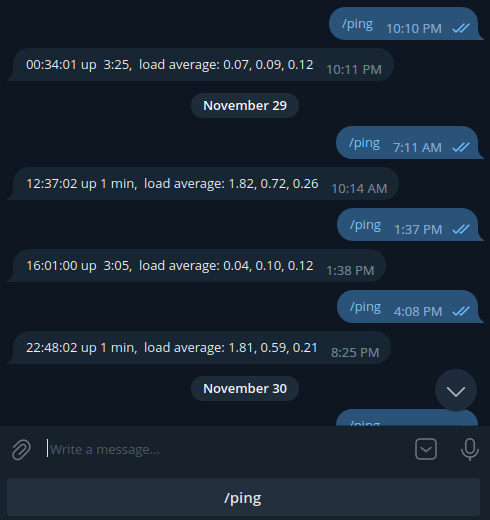 /ping 10:10 PM
00:34:01 up  3:25,  load average: 0.07, 0.09, 0.12 10:11 PM
November 29
/ping 7:11 AM
12:37:02 up 1 min,  load average: 1.82, 0.72, 0.26 10:14 AM
/ping 1:37 PM
16:01:00 up  3:05,  load average: 0.04, 0.10, 0.12 1:38 PM
/ping 4:08 PM
22:48:02 up 1 min,  load average: 1.81, 0.59, 0.21 8:25 PM
November 30
/ping
Write a message...
/ping